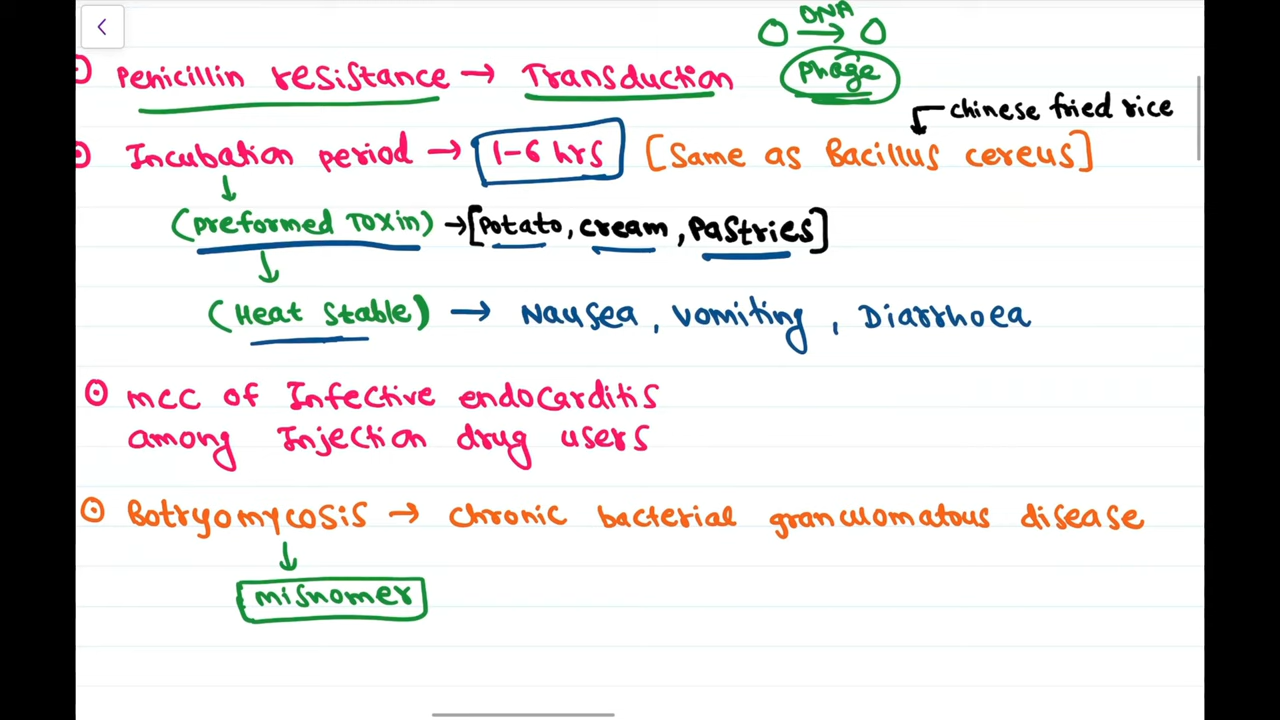 DNA
Penicillin resistance → Transduction
Phage
chinese fried rice
Incubation period → 1-6 hrs [Same as Bacillus cereus]
(preformed Toxin) → [Potato, cream, Pastries]
(Heat Stable) → Nausea, vomiting, Diarrhoea
mcc of Infective endocarditis
among Injection drug users
Botryomycosis → chronic bacterial granulomatous disease
misnomer